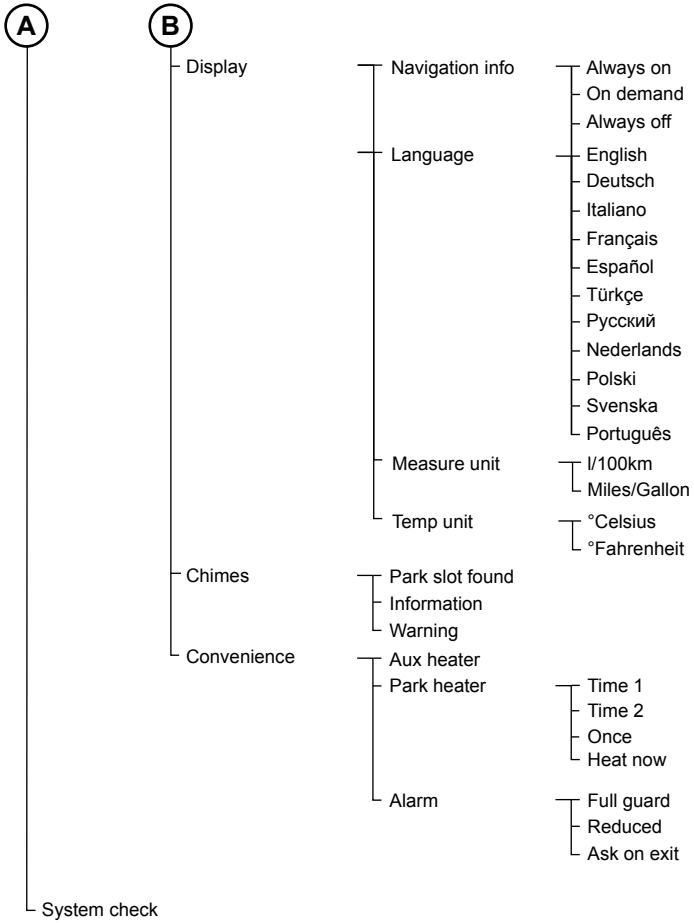 A B
Display Navigation info Always on
On demand
Always off
Language English
Deutsch
Italiano
Français
Español
Türkçe
Русский
Nederlands
Polski
Svenska
Português
Measure unit l/100km
Miles/Gallon
Temp unit °Celsius
°Fahrenheit
Chimes Park slot found
Information
Warning
Convenience Aux heater
Park heater Time 1
Time 2
Once
Heat now
Alarm Full guard
Reduced
Ask on exit
System check